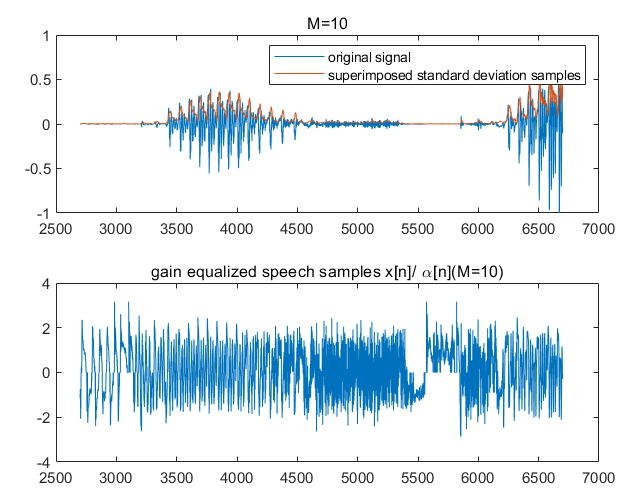 M=10
1
0.5
0
-0.5
-1
original signal
superimposed standard deviation samples
2500 3000 3500 4000 4500 5000 5500 6000 6500 7000
gain equalized speech samples x[n]/ α[n](M=10)
4
2
0
-2
-4
2500 3000 3500 4000 4500 5000 5500 6000 6500 7000